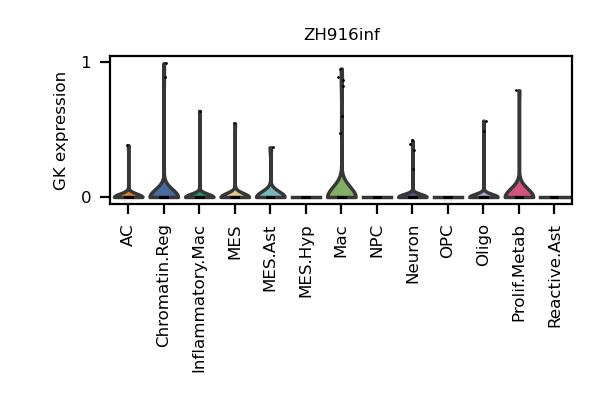 ZH916inf
GK expression
1
0
AC
Chromatin.Reg
Inflammatory.Mac
MES
MES.Ast
MES.Hyp
Mac
NPC
Neuron
OPC
Oligo
Prolif.Metab
Reactive.Ast